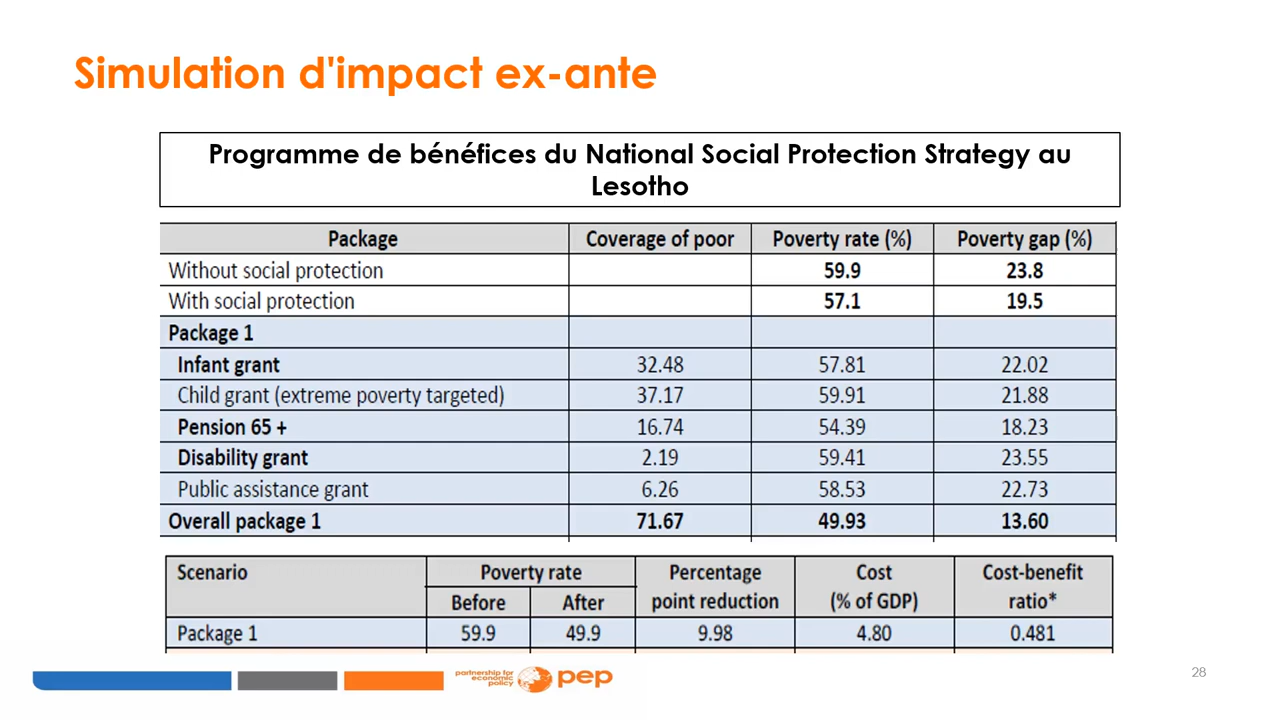 Simulation d'impact ex-ante
Programme de bénéfices du National Social Protection Strategy au
Lesotho
Package Coverage of poor Poverty rate (%) Poverty gap (%)
Without social protection 59.9 23.8
With social protection 57.1 19.5
Package 1
Infant grant 32.48 57.81 22.02
Child grant (extreme poverty targeted) 37.17 59.91 21.88
Pension 65 + 16.74 54.39 18.23
Disability grant 2.19 59.41 23.55
Public assistance grant 6.26 58.53 22.73
Overall package 1 71.67 49.93 13.60
Scenario Poverty rate Percentage Cost Cost-benefit
Before After point reduction (% of GDP) ratio*
Package 1 59.9 49.9 9.98 4.80 0.481
partnership for
economic
policy
pep
28